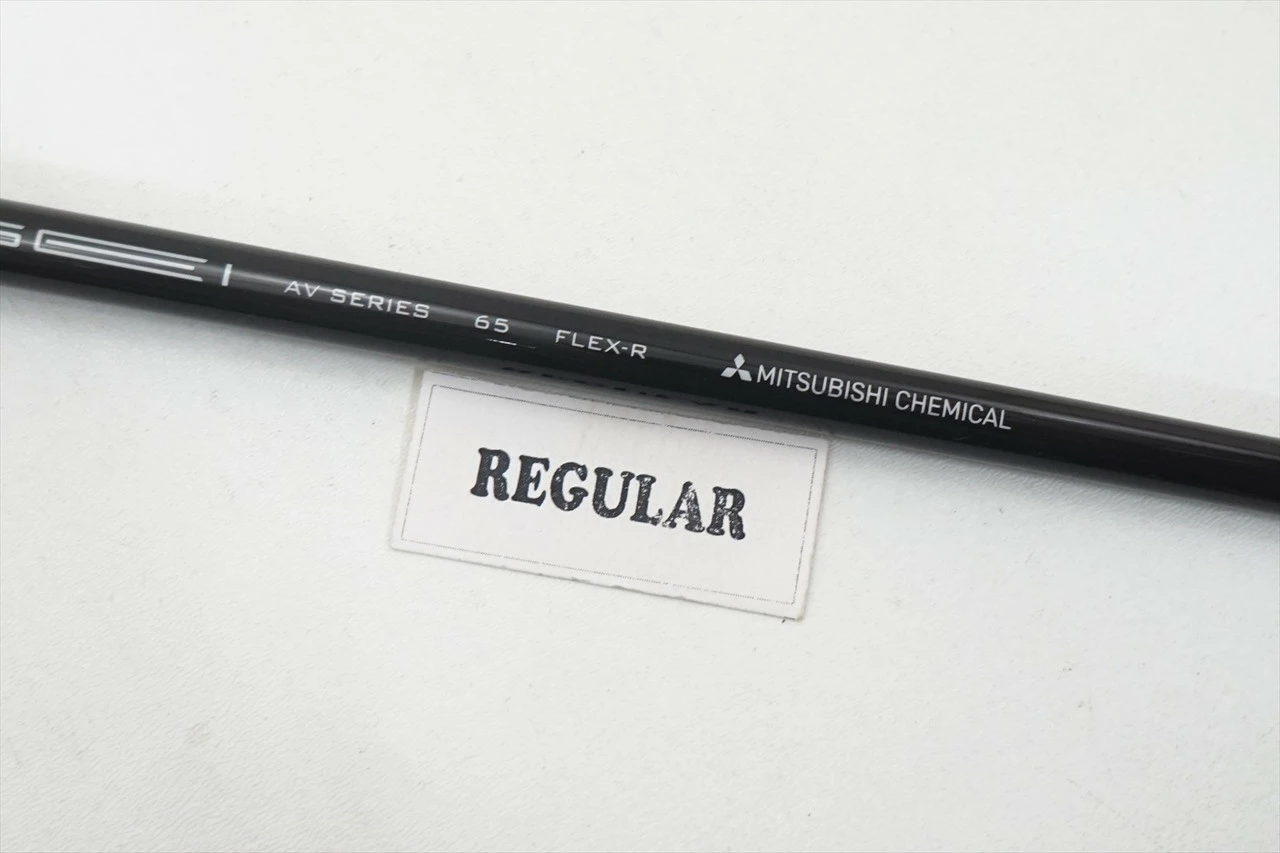 AV SERIES 65 FLEX-R MITSUBISHI CHEMICAL
REGULAR